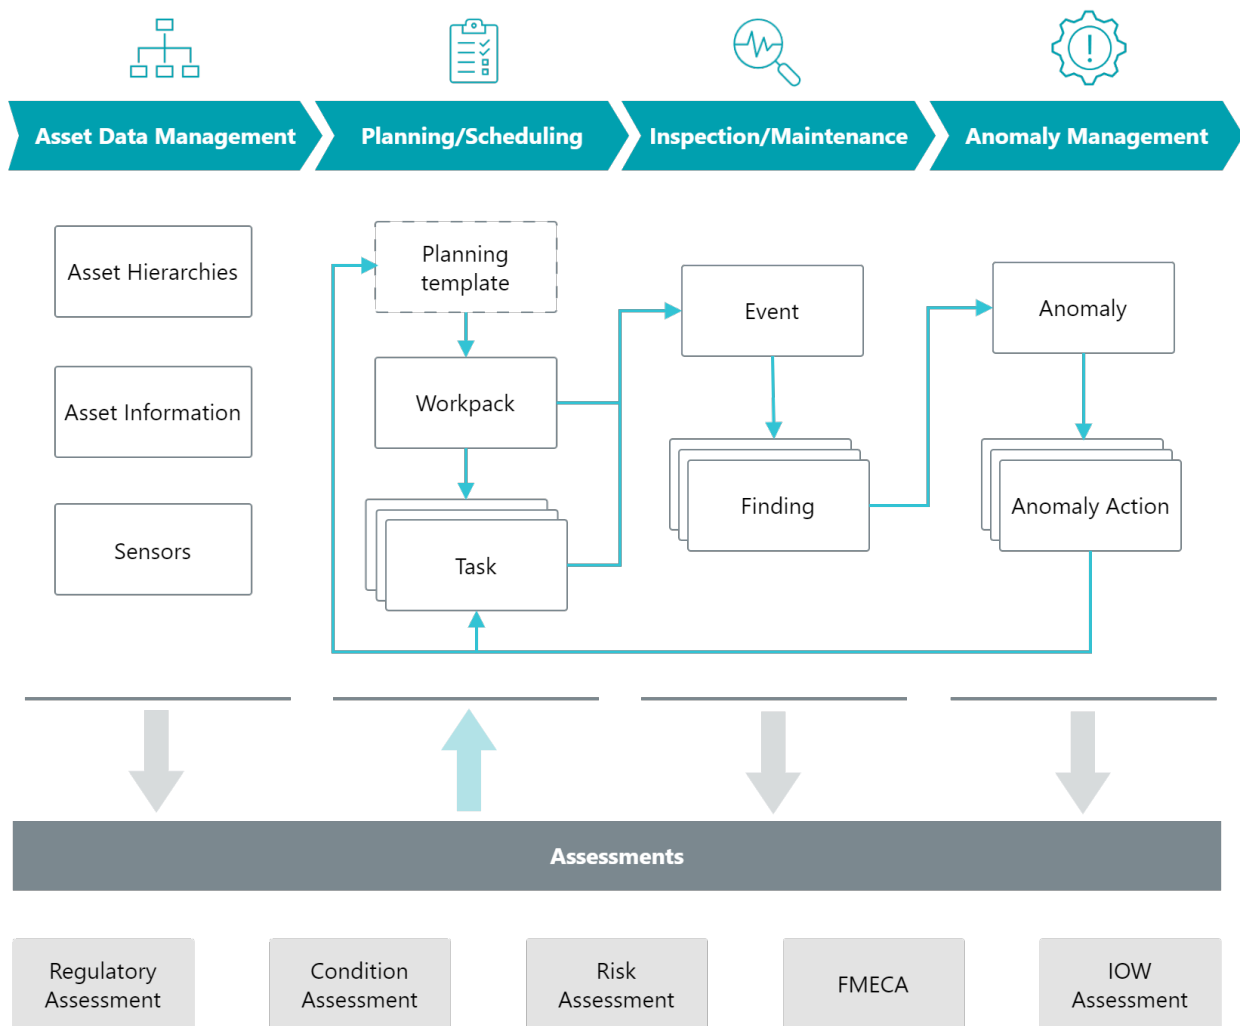 Asset Data Management
Planning/Scheduling
Inspection/Maintenance
Anomaly Management
Asset Hierarchies
Asset Information
Sensors
Planning
template
Workpack
Task
Event
Finding
Anomaly
Anomaly Action
Assessments
Regulatory
Assessment
Condition
Assessment
Risk
Assessment
FMECA
IOW
Assessment